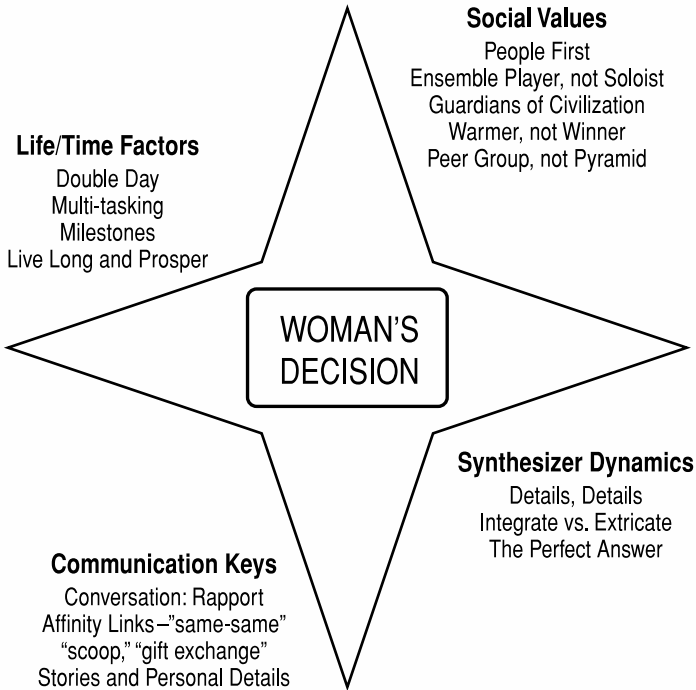 Social Values
People First
Ensemble Player, not Soloist
Guardians of Civilization
Warmer, not Winner
Peer Group, not Pyramid
Life/Time Factors
Double Day
Multi-tasking
Milestones
Live Long and Prosper
WOMAN’S
DECISION
Synthesizer Dynamics
Details, Details
Integrate vs. Extricate
The Perfect Answer
Communication Keys
Conversation: Rapport
Affinity Links–”same-same”
“scoop,” “gift exchange”
Stories and Personal Details